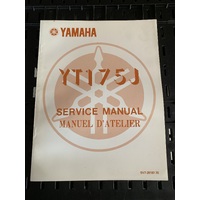 YAMAHA
YT175J
SERVICE MANUAL
MANUEL D'ATELIER